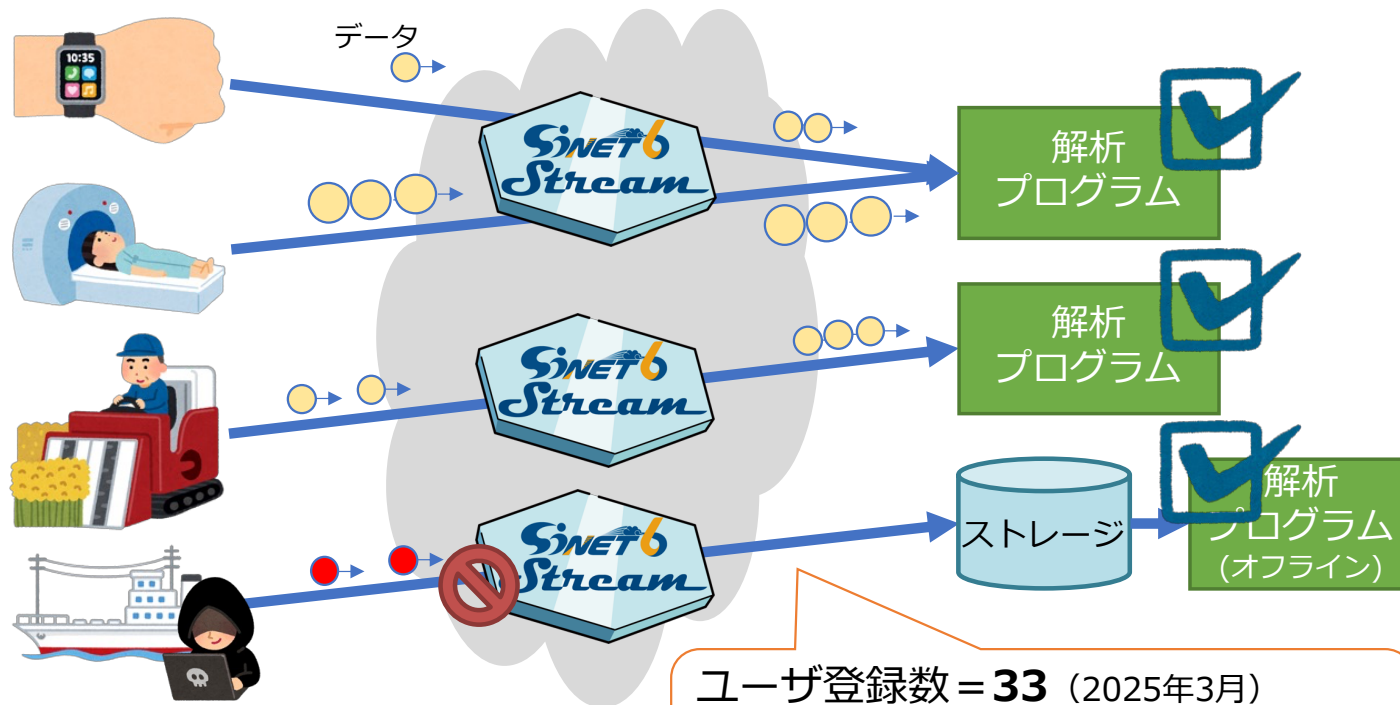 データ
10:35
SINET6
Stream
解析
プログラム
SINET6
Stream
解析
プログラム
SINET6
Stream
ストレージ
解析
プログラム
(オフライン)
ユーザ登録数=33(2025年3月)